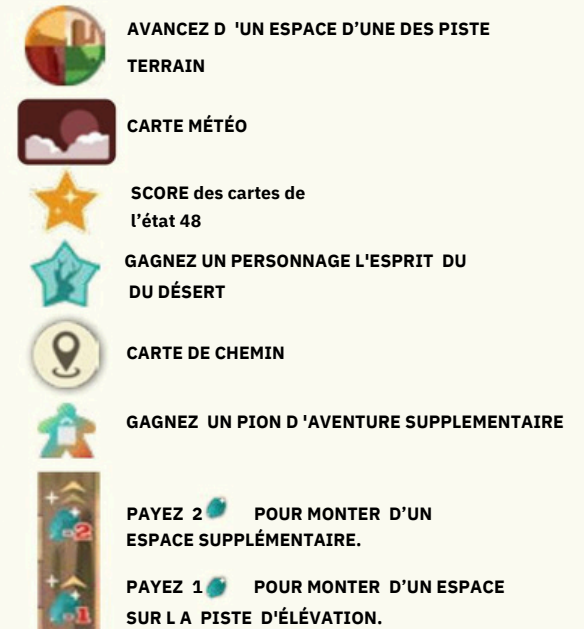 AVANCEZ D 'UN ESPACE D’UNE DES PISTE
TERRAIN
CARTE MÉTÉO
SCORE des cartes de
l’état 48
GAGNEZ UN PERSONNAGE L'ESPRIT DU
DU DÉSERT
CARTE DE CHEMIN
GAGNEZ UN PION D 'AVENTURE SUPPLEMENTAIRE
+
-2
PAYEZ 2 POUR MONTER D’UN
ESPACE SUPPLÉMENTAIRE.
+
-1
PAYEZ 1 POUR MONTER D’UN ESPACE
SUR L A PISTE D'ÉLÉVATION.